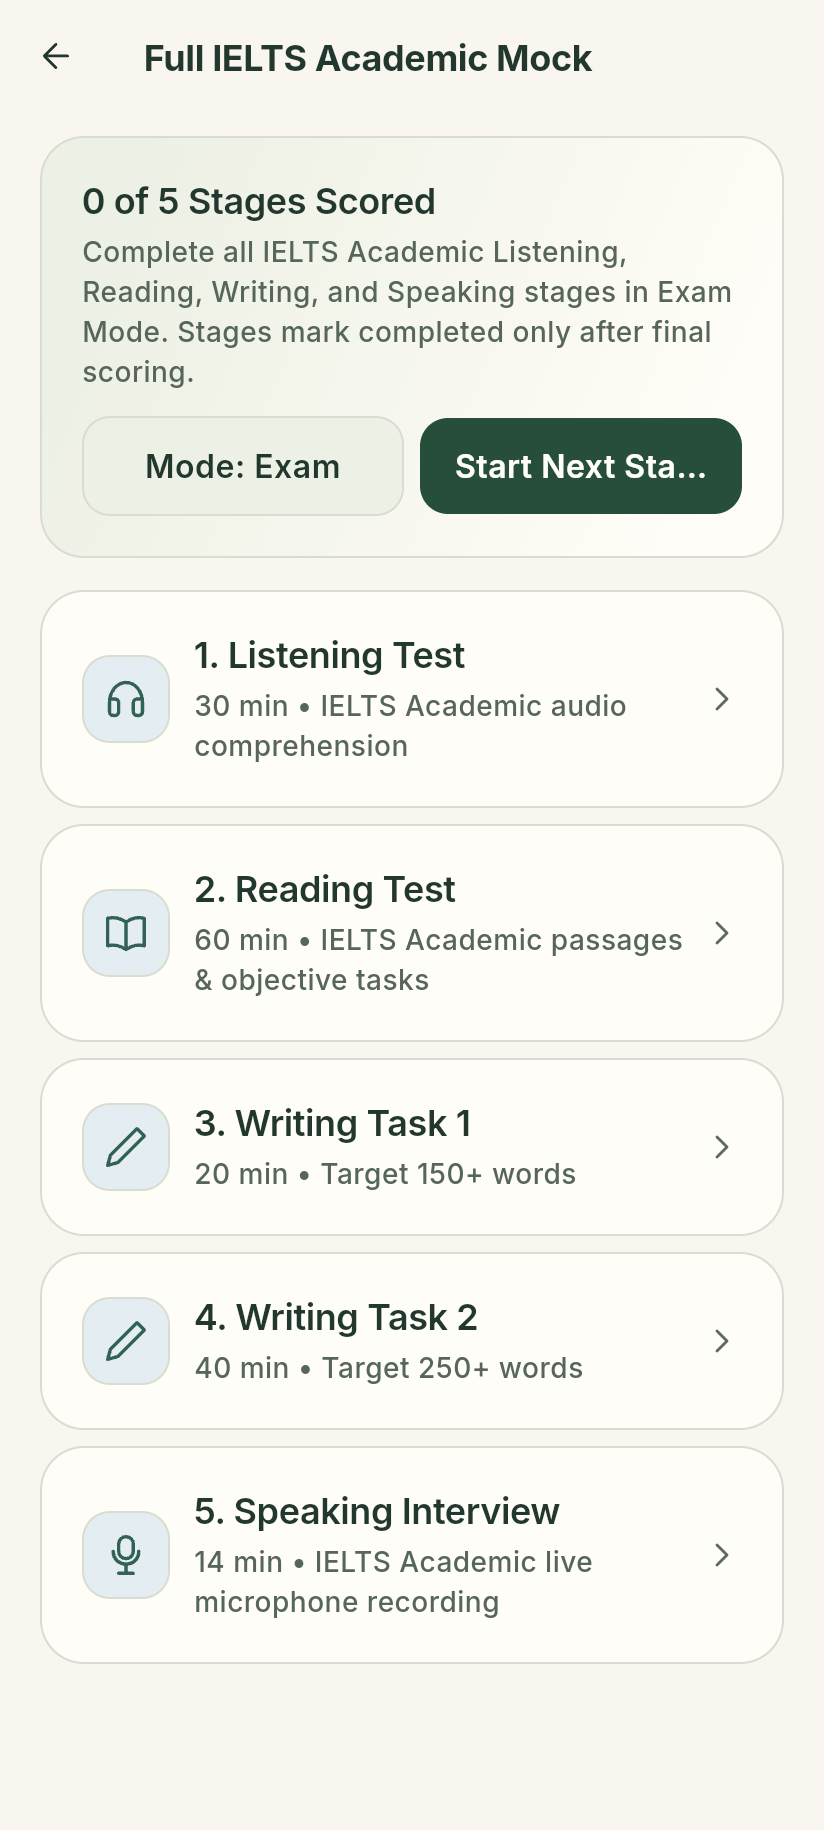 Full IELTS Academic Mock
0 of 5 Stages Scored
Complete all IELTS Academic Listening,
Reading, Writing, and Speaking stages in Exam
Mode. Stages mark completed only after final
scoring.
Mode: Exam
Start Next Sta...
1. Listening Test
30 min • IELTS Academic audio
comprehension
2. Reading Test
60 min • IELTS Academic passages
& objective tasks
3. Writing Task 1
20 min • Target 150+ words
4. Writing Task 2
40 min • Target 250+ words
5. Speaking Interview
14 min • IELTS Academic live
microphone recording